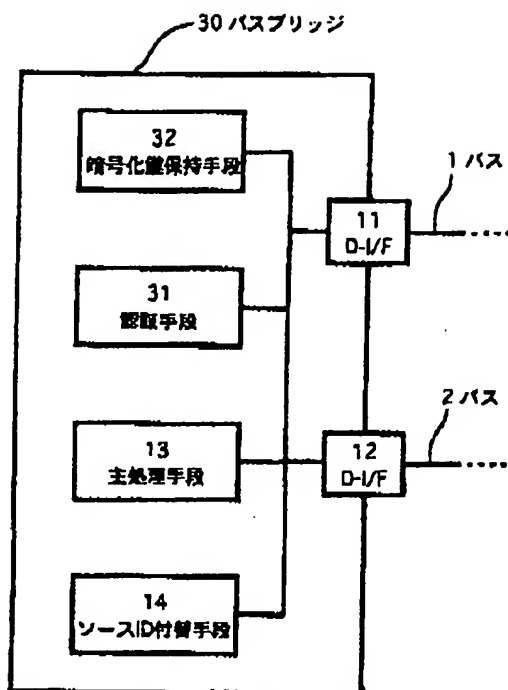 30 バスブリッジ
32
暗号化鍵保持手段
1 バス
11
D-I/F
31
認証手段
2 バス
13
主処理手段
12
D-I/F
14
ソースID付替手段